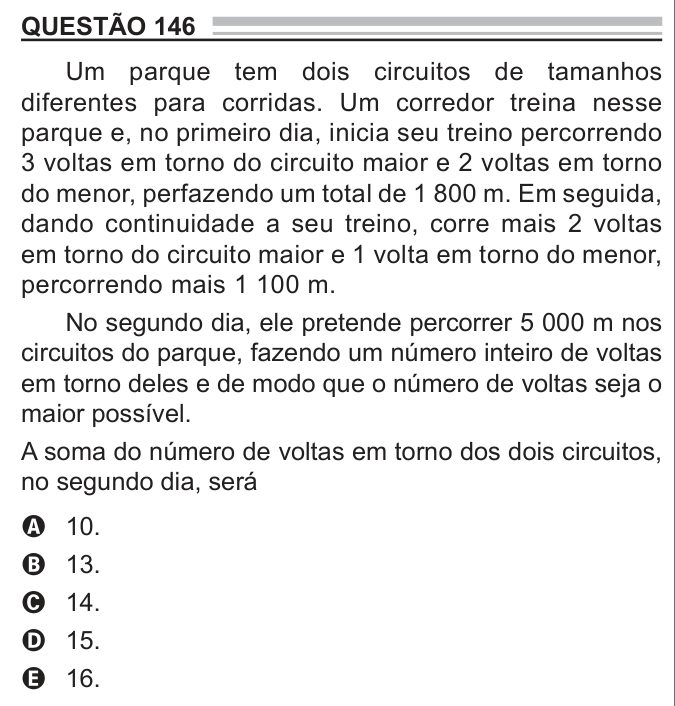 QUESTÃO 146
Um parque tem dois circuitos de tamanhos
diferentes para corridas. Um corredor treina nesse
parque e, no primeiro dia, inicia seu treino percorrendo
3 voltas em torno do circuito maior e 2 voltas em torno
do menor, perfazendo um total de 1 800 m. Em seguida,
dando continuidade a seu treino, corre mais 2 voltas
em torno do circuito maior e 1 volta em torno do menor,
percorrendo mais 1 100 m.
No segundo dia, ele pretende percorrer 5 000 m nos
circuitos do parque, fazendo um número inteiro de voltas
em torno deles e de modo que o número de voltas seja o
maior possível.
A soma do número de voltas em torno dos dois circuitos,
no segundo dia, será
A 10.
B 13.
C 14.
D 15.
E 16.